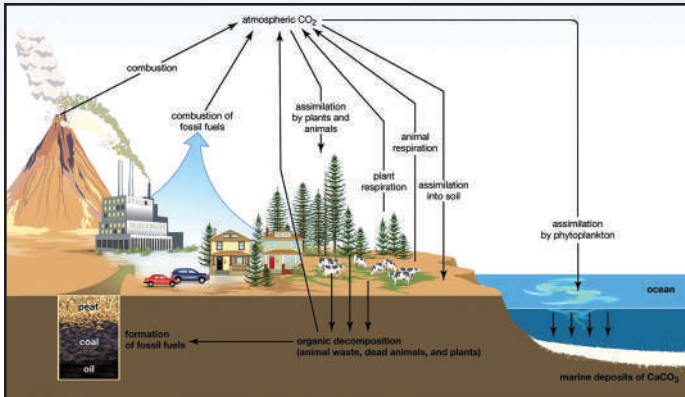 atmospheric CO₂
combustion
combustion of
fossil fuels
assimilation
by plants and
animals
animal
respiration
plant
respiration
assimilation
into soil
assimilation
by phytoplankton
ocean
peat
coal
oil
formation
of fossil fuels
organic decomposition
(animal waste, dead animals, and plants)
marine deposits of CaCO₃